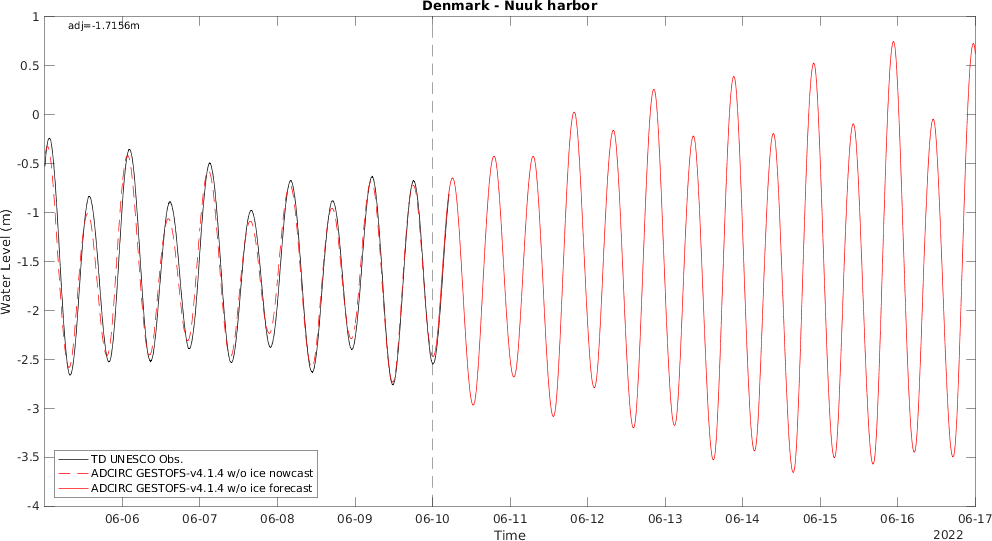 Denmark - Nuuk harbor
adj=-1.7156m
1
0.5
0
-0.5
-1
-1.5
-2
-2.5
-3
-3.5
-4
Water Level (m)
TD UNESCO Obs.
ADCIRC GESTOFS-v4.1.4 w/o ice nowcast
ADCIRC GESTOFS-v4.1.4 w/o ice forecast
06-06 06-07 06-08 06-09 06-10 06-11 06-12 06-13 06-14 06-15 06-16 06-17
Time
2022